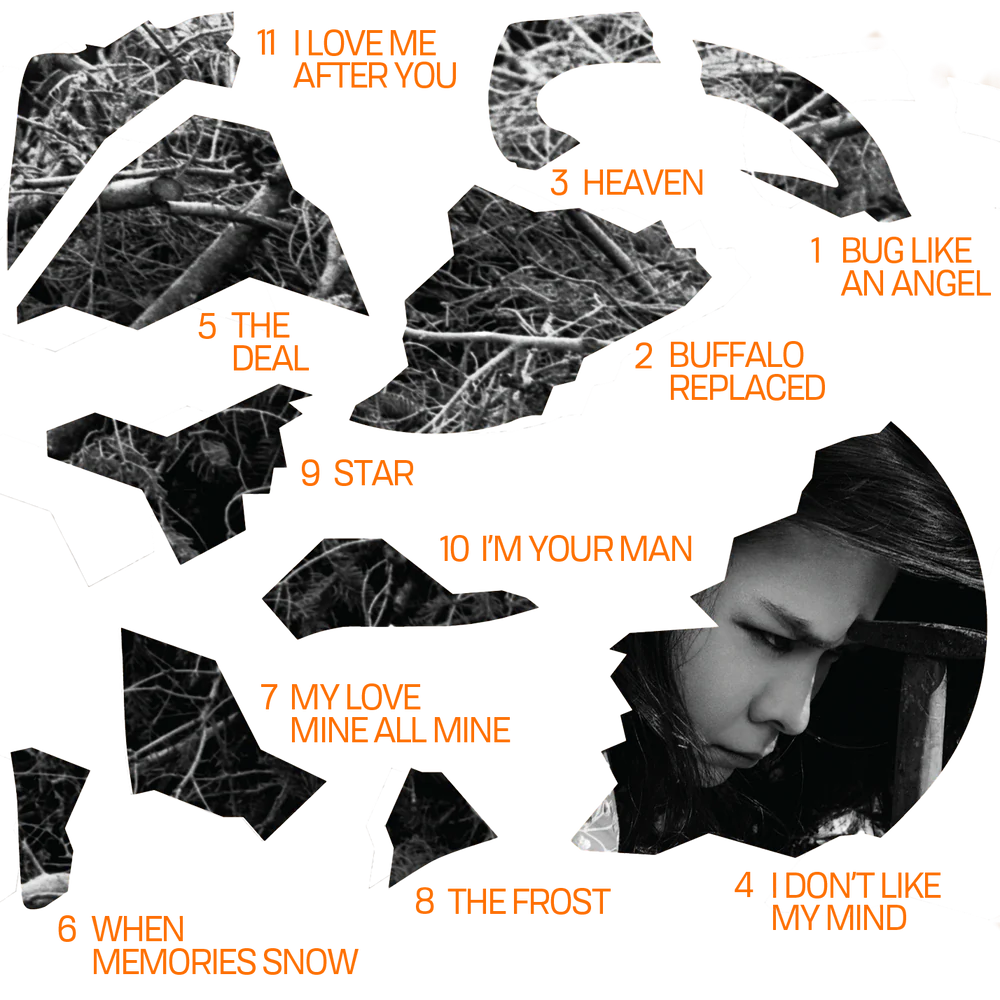 11 I LOVE ME
AFTER YOU
3 HEAVEN
1 BUG LIKE
AN ANGEL
5 THE
DEAL
2 BUFFALO
REPLACED
9 STAR
10 I'M YOUR MAN
7 MY LOVE
MINE ALL MINE
8 THE FROST
4 I DON'T LIKE
MY MIND
6 WHEN
MEMORIES SNOW